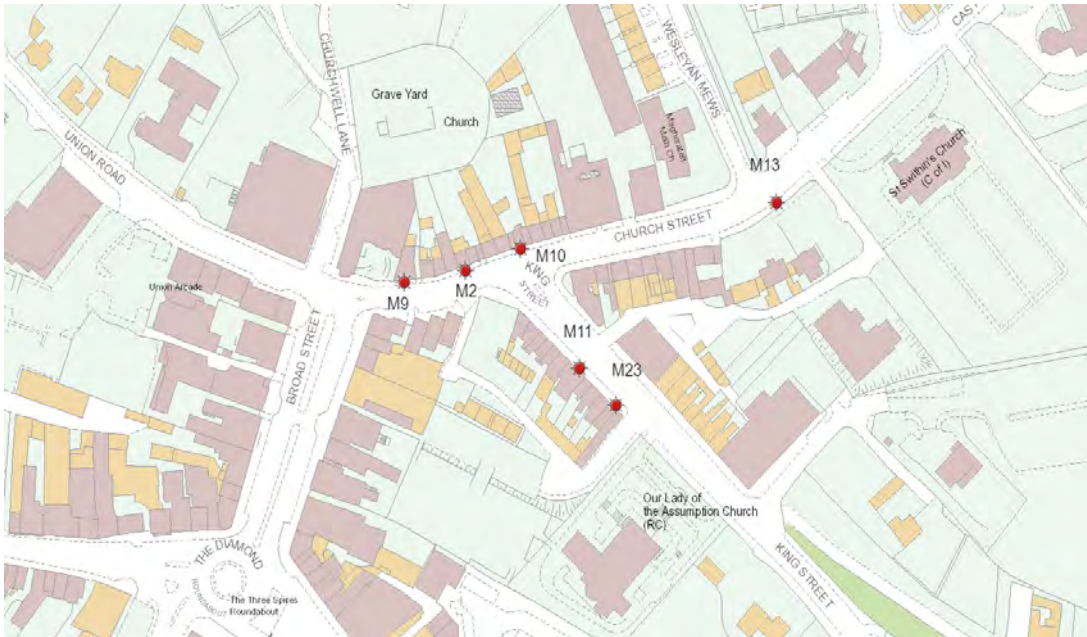 CAS
WESLEYAN MEWS
CHURCHWELL LANE
Grave Yard
Church
UNION ROAD
M13
St Swithin's Church
(C of I)
CHURCH STREET
M10
KING
STREET
M2
M9
Union Arcade
BROAD STREET
M11
M23
Our Lady of
the Assumption Church
(RC)
THE DIAMOND
ROUNDABOUT
The Three Spires
Roundabout
KING STREET